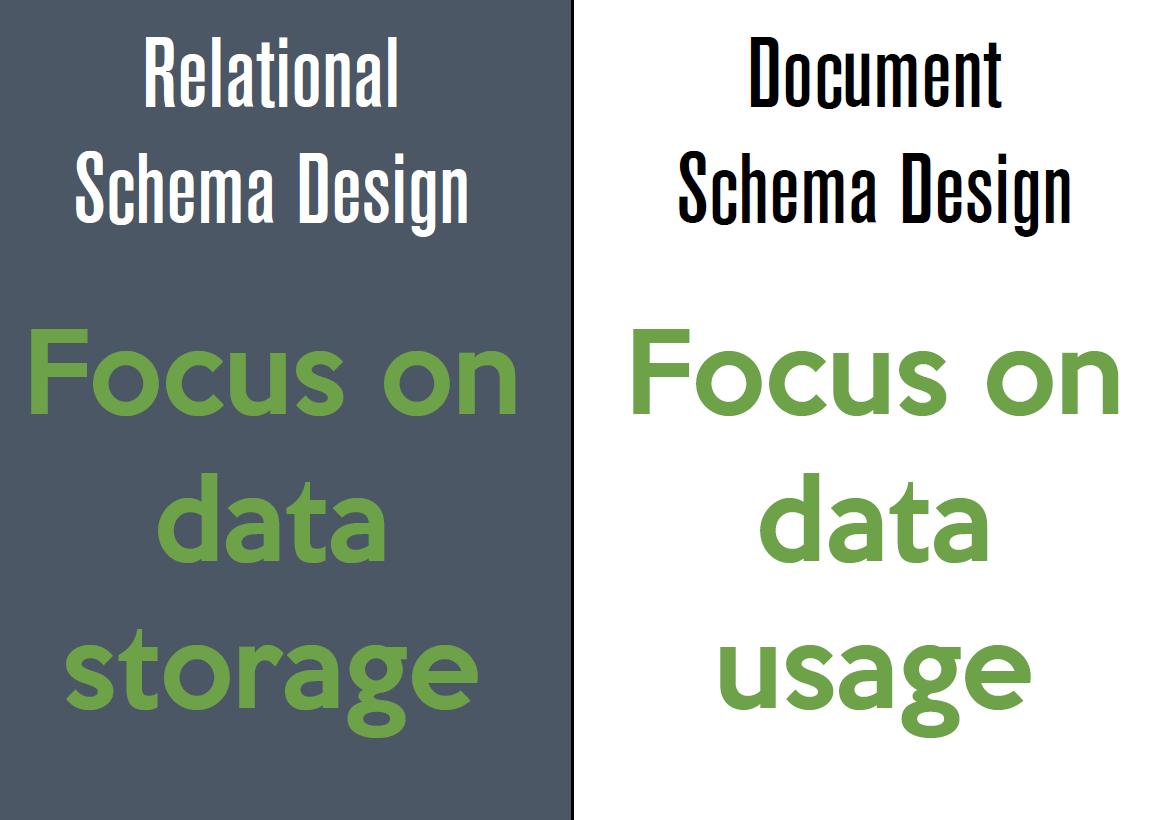 Relational
Schema Design
Focus on
data
storage
Document
Schema Design
Focus on
data
usage